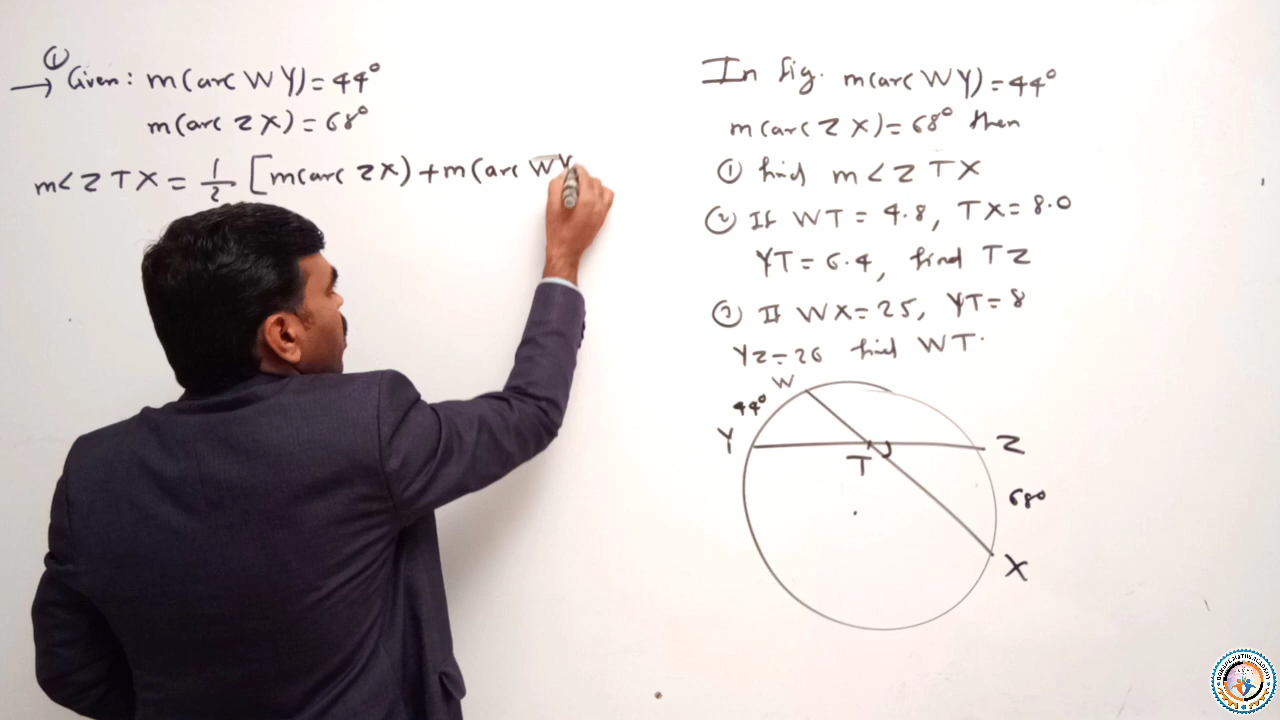 ①
→ Given: m(arc WY)=44°
m(arc ZX)=68°
m∠ZTX = 1/2 [m(arc ZX)+m(arc WY
In fig. m(arc WY)=44°
m(arc ZX)=68° then
① find m∠ZTX
② If WT = 4.8, TX=8.0
YT=6.4, find TZ
③ If WX=25, YT=8
YZ=26 find WT.
W
44°
Y
Z
T
68°
X